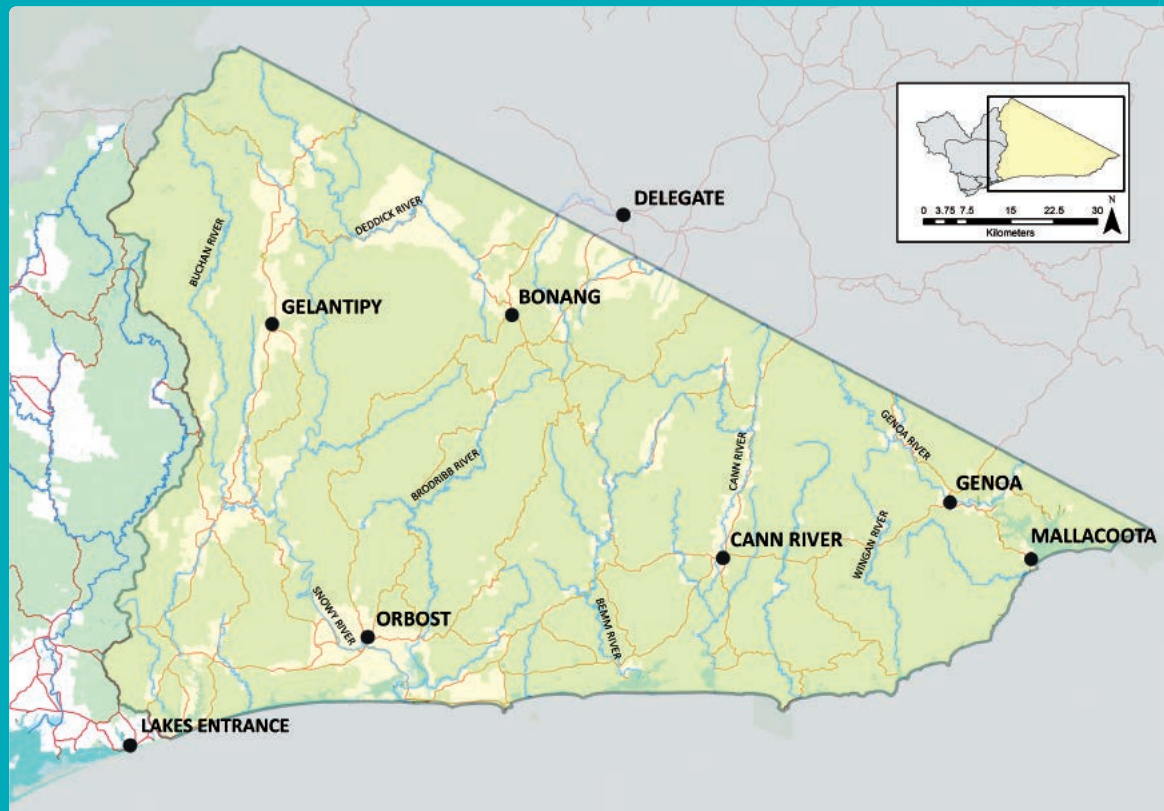 N
0 3.75 7.5 15 22.5 30
Kilometers
DELEGATE
DEDDICK RIVER
BUCHAN RIVER
BONANG
GELANTIPY
GENOA RIVER
CANN RIVER
BRODRIBB RIVER
GENOA
WINGAN RIVER
CANN RIVER
MALLACOOTA
SNOWY RIVER
BEMM RIVER
ORBOST
LAKES ENTRANCE